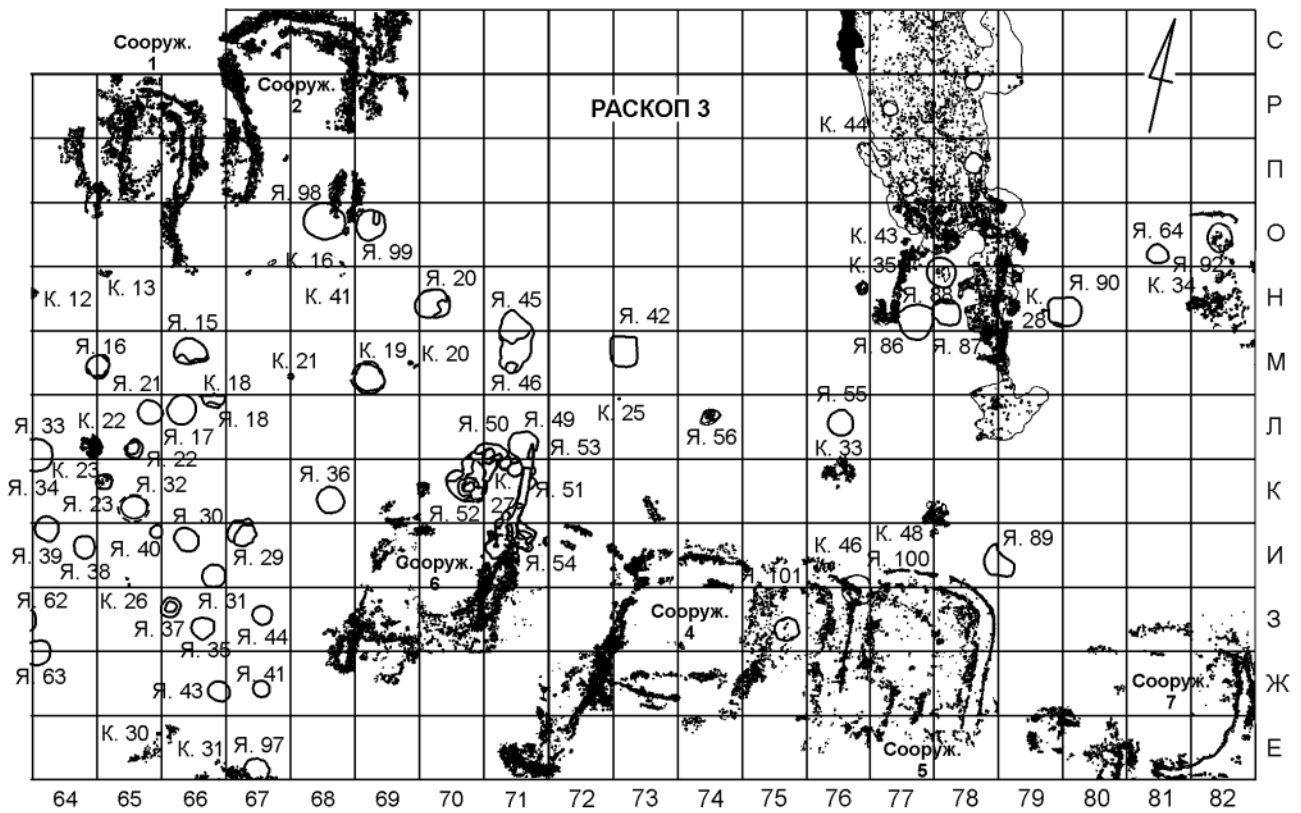 Сооруж.
1
Сооруж.
2
РАСКОП 3
С
Р
К. 44
П
Я. 98
К. 43
Я. 64
О
К. 16
Я. 99
К. 35
Я. 92
К. 12
К. 13
К. 41
Я. 20
Я. 45
Я. 42
Я. 88
К.
28
Я. 90
К. 34
Н
Я. 16
Я. 15
К. 21
К. 19
К. 20
Я. 46
Я. 86
Я. 87
М
Я. 21
К. 18
Я. 33
К. 22
Я. 17
Я. 18
Я. 50
Я. 49
К. 25
Я. 55
Л
Я. 22
Я. 53
Я. 56
К. 33
К. 23
Я. 34
Я. 32
Я. 36
К.
27
Я. 51
К
Я. 23
Я. 30
Я. 52
Я. 39
Я. 40
Я. 29
Я. 54
К. 46
К. 48
Я. 89
И
Я. 38
Сооруж.
6
Я. 101
Я. 100
Я. 62
К. 26
Я. 31
Сооруж.
4
З
Я. 37
Я. 44
Я. 35
Я. 63
Я. 43
Я. 41
Сооруж.
7
Ж
К. 30
К. 31
Я. 97
Сооруж.
5
Е
64 65 66 67 68 69 70 71 72 73 74 75 76 77 78 79 80 81 82